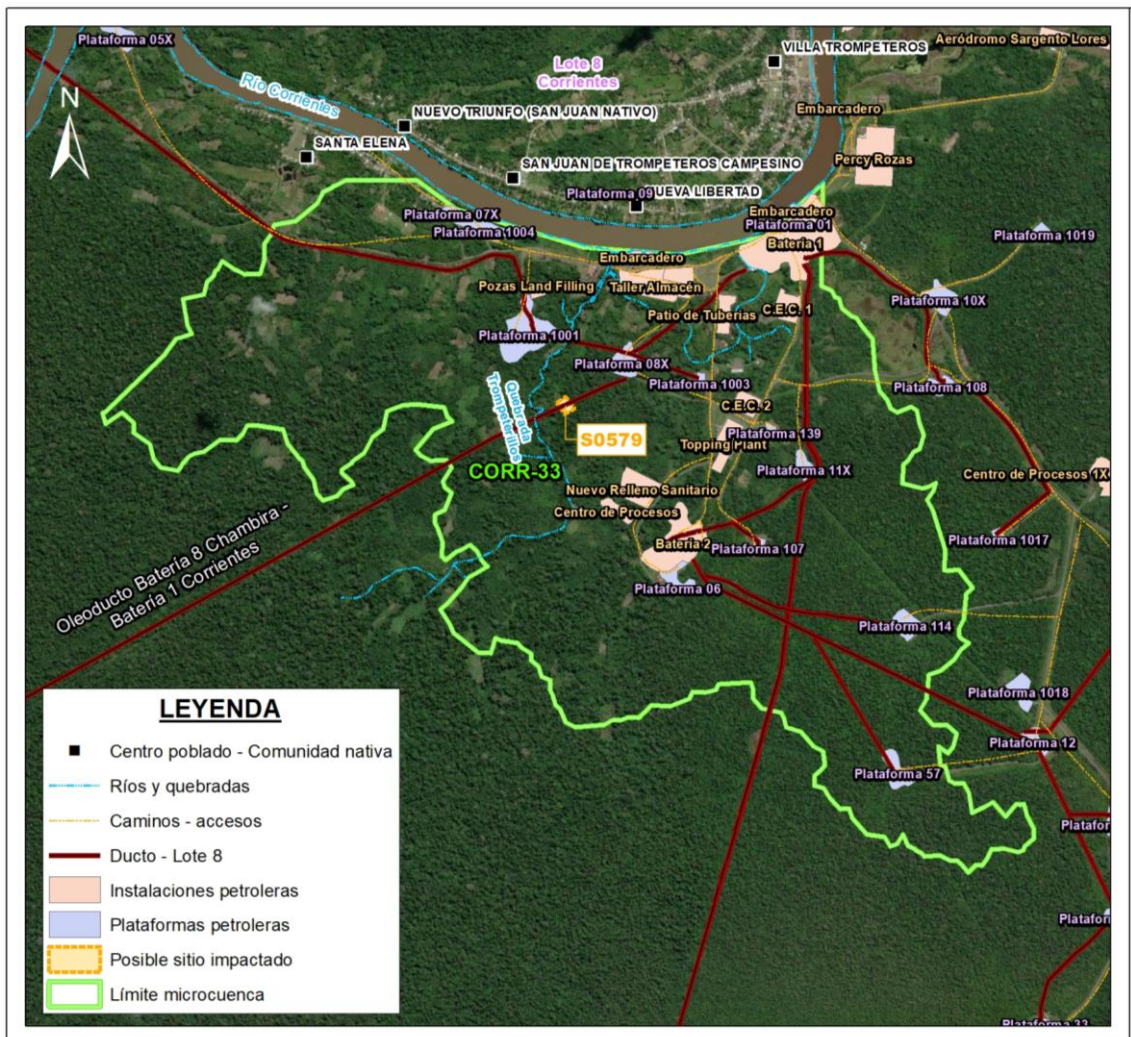 Plataforma 05X
Aeródromo Sargento Lores
VILLA TROMPETEROS
Lote 8
Corrientes
Río Corrientes
N
Embarcadero
NUEVO TRIUNFO (SAN JUAN NATIVO)
SANTA ELENA
Percy Rozas
SAN JUAN DE TROMPETEROS CAMPESINO
Plataforma 09
NUEVA LIBERTAD
Plataforma 07X
Embarcadero
Plataforma 01
Plataforma 1004
Plataforma 1019
Batería 1
Embarcadero
Pozas Land Filling
Taller Almacén
Plataforma 10X
Patio de Tuberias
C.E.C. 1
Plataforma 1001
Plataforma 08X
Plataforma 1003
Plataforma 108
Quebrada
Trompeterillos
C.E.C. 2
S0579
Plataforma 139
Topping Plant
CORR-33
Plataforma 11X
Centro de Procesos 1X
Nuevo Relleno Sanitario
Centro de Procesos
Batería 2
Plataforma 107
Plataforma 1017
Oleoducto Batería 8 Chambira -
Batería 1 Corrientes
Plataforma 06
Plataforma 114
Plataforma 1018
Plataforma 12
Plataforma 57
Platafor
Platafor
Plataforma 33
LEYENDA
Centro poblado - Comunidad nativa
Ríos y quebradas
Caminos - accesos
Ducto - Lote 8
Instalaciones petroleras
Plataformas petroleras
Posible sitio impactado
Límite microcuenca